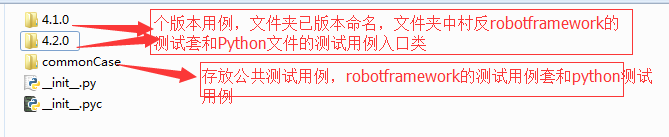 4.1.0
个版本用例，文件夹已版本命名，文件夹中村反robotframework的
测试套和Python文件的测试用例入口类
4.2.0
commonCase
存放公共测试用例，robotframework的测试用例套和python测试
用例
__init__.py
__init__.pyc